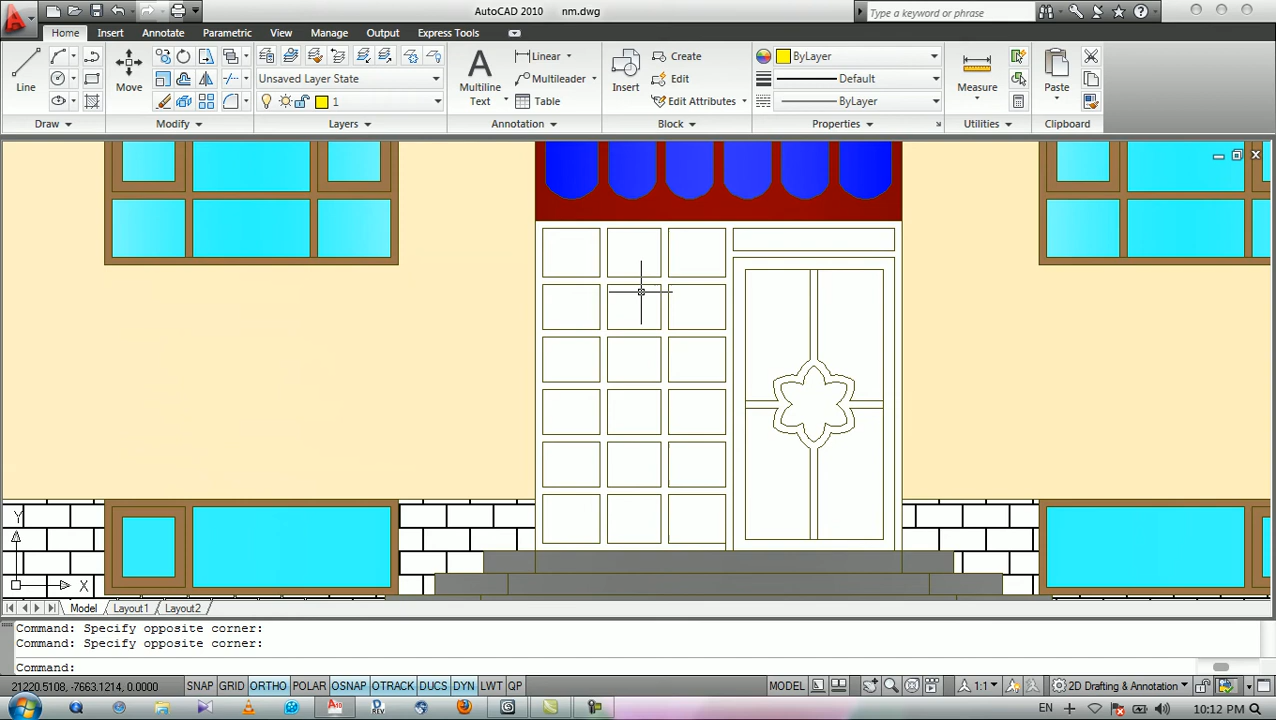 AutoCAD 2010 nm.dwg
Type a keyword or phrase
Home Insert Annotate Parametric View Manage Output Express Tools
Line
Move
Unsaved Layer State
1
Multiline Text
Linear
Multileader
Table
Insert
Create
Edit
Edit Attributes
ByLayer
Default
ByLayer
Measure
Paste
Draw Modify Layers Annotation Block Properties Utilities Clipboard
Y
X
Model Layout1 Layout2
Command: Specify opposite corner:
Command: Specify opposite corner:
Command:
21220.5108, -7663.1214, 0.0000 SNAP GRID ORTHO POLAR OSNAP OTRACK DUCS DYN LWT QP MODEL 1:1 2D Drafting & Annotation
EN 10:12 PM